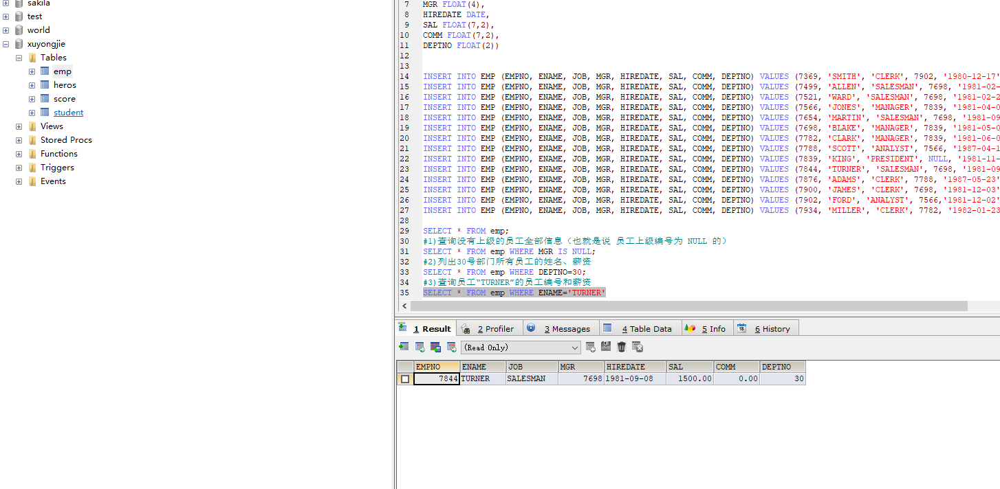 sakila
test
world
xuyongjie
Tables
emp
heros
score
student
Views
Stored Procs
Functions
Triggers
Events
7 MGR FLOAT(4),
8 HIREDATE DATE,
9 SAL FLOAT(7,2),
10 COMM FLOAT(7,2),
11 DEPTNO FLOAT(2))
12
13
14 INSERT INTO EMP (EMPNO, ENAME, JOB, MGR, HIREDATE, SAL, COMM, DEPTNO) VALUES (7369, 'SMITH', 'CLERK', 7902, '1980-12-17'
15 INSERT INTO EMP (EMPNO, ENAME, JOB, MGR, HIREDATE, SAL, COMM, DEPTNO) VALUES (7499, 'ALLEN', 'SALESMAN', 7698, '1981-02-
16 INSERT INTO EMP (EMPNO, ENAME, JOB, MGR, HIREDATE, SAL, COMM, DEPTNO) VALUES (7521, 'WARD', 'SALESMAN', 7698, '1981-02-2
17 INSERT INTO EMP (EMPNO, ENAME, JOB, MGR, HIREDATE, SAL, COMM, DEPTNO) VALUES (7566, 'JONES', 'MANAGER', 7839, '1981-04-0
18 INSERT INTO EMP (EMPNO, ENAME, JOB, MGR, HIREDATE, SAL, COMM, DEPTNO) VALUES (7654, 'MARTIN', 'SALESMAN', 7698, '1981-09
19 INSERT INTO EMP (EMPNO, ENAME, JOB, MGR, HIREDATE, SAL, COMM, DEPTNO) VALUES (7698, 'BLAKE', 'MANAGER', 7839, '1981-05-0
20 INSERT INTO EMP (EMPNO, ENAME, JOB, MGR, HIREDATE, SAL, COMM, DEPTNO) VALUES (7782, 'CLARK', 'MANAGER', 7839, '1981-06-0
21 INSERT INTO EMP (EMPNO, ENAME, JOB, MGR, HIREDATE, SAL, COMM, DEPTNO) VALUES (7788, 'SCOTT', 'ANALYST', 7566, '1987-04-1
22 INSERT INTO EMP (EMPNO, ENAME, JOB, MGR, HIREDATE, SAL, COMM, DEPTNO) VALUES (7839, 'KING', 'PRESIDENT', NULL, '1981-11-
23 INSERT INTO EMP (EMPNO, ENAME, JOB, MGR, HIREDATE, SAL, COMM, DEPTNO) VALUES (7844, 'TURNER', 'SALESMAN', 7698, '1981-09
24 INSERT INTO EMP (EMPNO, ENAME, JOB, MGR, HIREDATE, SAL, COMM, DEPTNO) VALUES (7876, 'ADAMS', 'CLERK', 7788, '1987-05-23'
25 INSERT INTO EMP (EMPNO, ENAME, JOB, MGR, HIREDATE, SAL, COMM, DEPTNO) VALUES (7900, 'JAMES', 'CLERK', 7698, '1981-12-03'
26 INSERT INTO EMP (EMPNO, ENAME, JOB, MGR, HIREDATE, SAL, COMM, DEPTNO) VALUES (7902, 'FORD', 'ANALYST', 7566,'1981-12-02'
27 INSERT INTO EMP (EMPNO, ENAME, JOB, MGR, HIREDATE, SAL, COMM, DEPTNO) VALUES (7934, 'MILLER', 'CLERK', 7782, '1982-01-23
28
29 SELECT * FROM emp;
30 #1)查询没有上级的员工全部信息（也就是说 员工上级编号为 NULL 的）
31 SELECT * FROM emp WHERE MGR IS NULL;
32 #2)列出30号部门所有员工的姓名、薪资
33 SELECT * FROM emp WHERE DEPTNO=30;
34 #3)查询员工“TURNER”的员工编号和薪资
35 SELECT * FROM emp WHERE ENAME='TURNER'
1 Result 2 Profiler 3 Messages 4 Table Data 5 Info 6 History
(Read Only)
EMPNO ENAME JOB MGR HIREDATE SAL COMM DEPTNO
7844 TURNER SALESMAN 7698 1981-09-08 1500.00 0.00 30